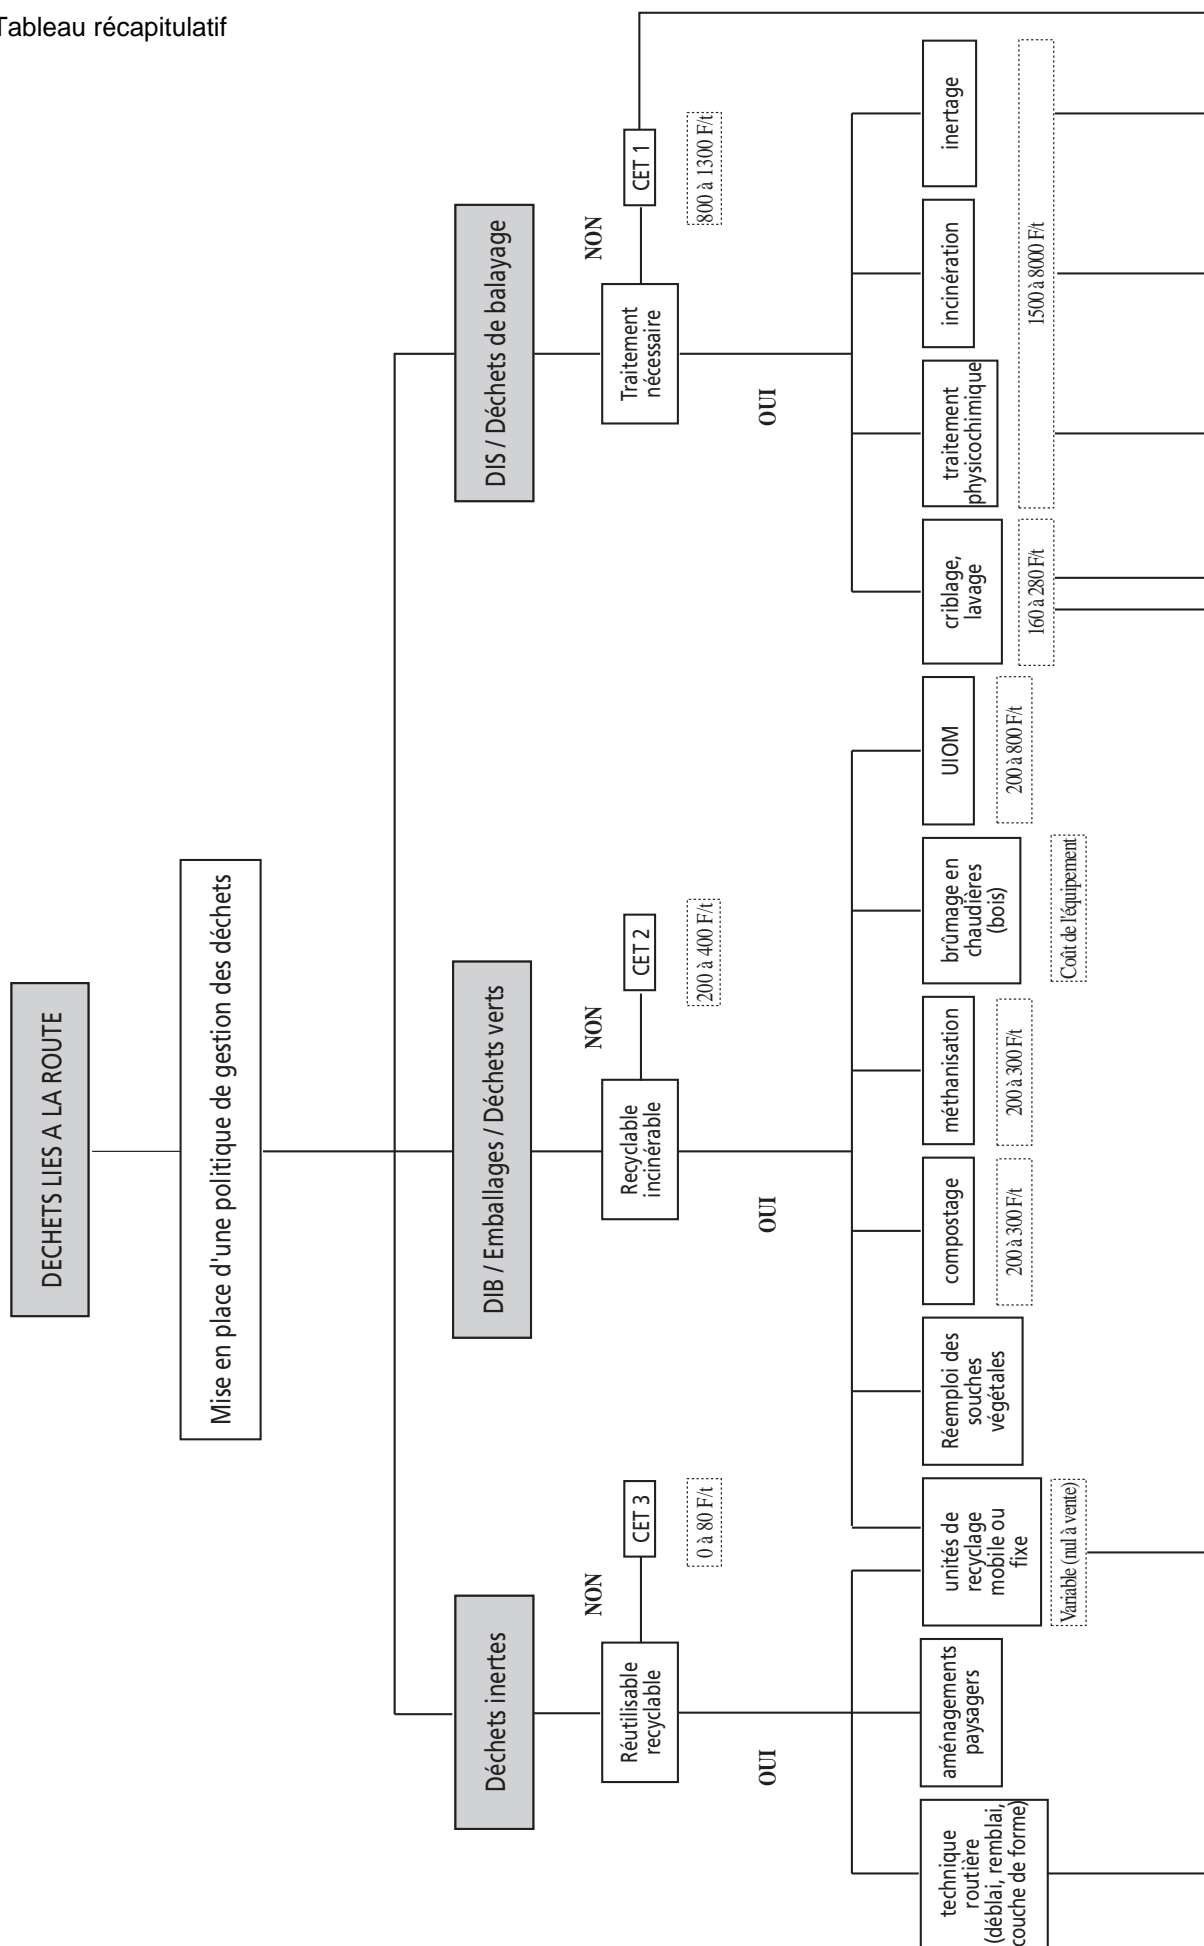 Tableau récapitulatif
DECHETS LIES A LA ROUTE
Mise en place d'une politique de gestion des déchets
Déchets inertes
DIB / Emballages / Déchets verts
DIS / Déchets de balayage
Réutilisable
recyclable
NON
CET 3
0 à 80 F/t
Recyclable
incinérable
NON
CET 2
200 à 400 F/t
Traitement
nécessaire
NON
CET 1
800 à 1300 F/t
OUI
OUI
OUI
technique
routière
(déblai, remblai,
couche de forme)
aménagements
paysagers
unités de
recyclage
mobile ou
fixe
Variable (nul à vente)
Réemploi des
souches
végétales
compostage
200 à 300 F/t
méthanisation
200 à 300 F/t
brûmage en
chaudières
(bois)
Coût de l'équipement
UIOM
200 à 800 F/t
criblage,
lavage
160 à 280 F/t
traitement
physicochimique
incinération
inertage
1500 à 8000 F/t